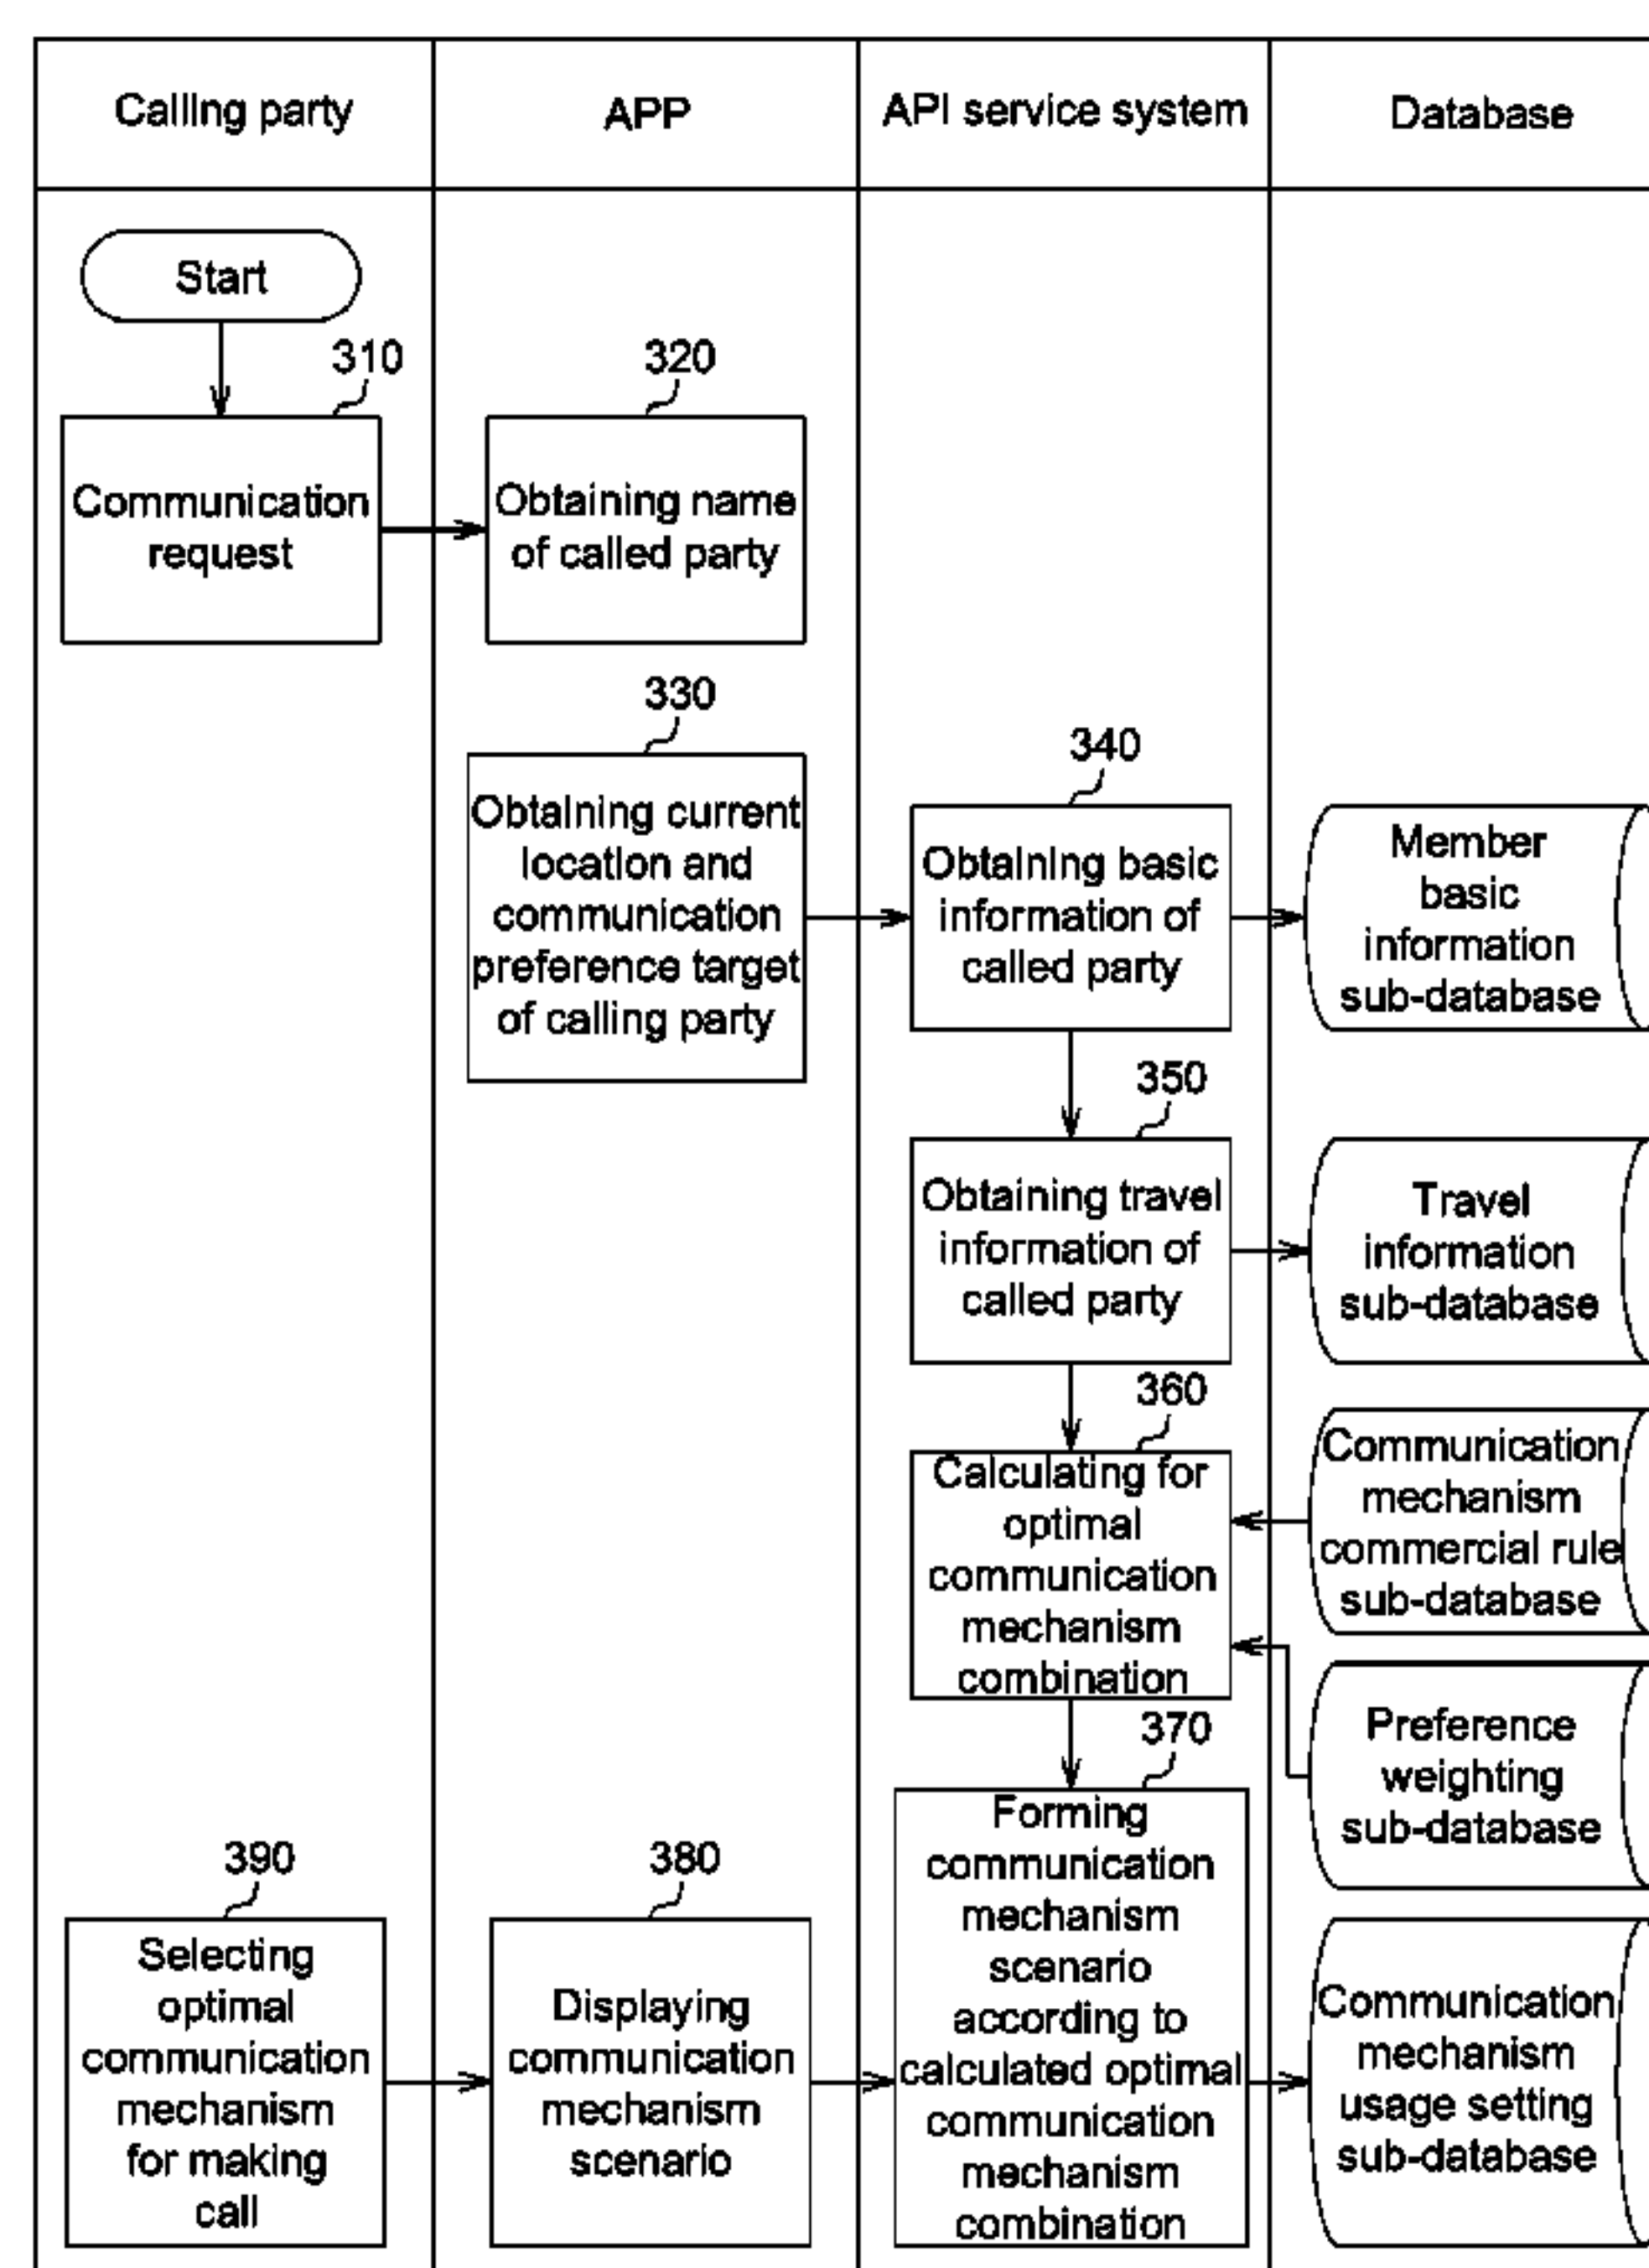 Calling party
APP
API service system
Database
Start
310
Communication
request
320
Obtaining name
of called party
330
Obtaining current
location and
communication
preference target
of calling party
340
Obtaining basic
information of
called party
Member
basic
information
sub-database
350
Obtaining travel
information of
called party
Travel
information
sub-database
360
Calculating for
optimal
communication
mechanism
combination
Communication
mechanism
commercial rule
sub-database
Preference
weighting
sub-database
370
Forming
communication
mechanism
scenario
according to
calculated optimal
communication
mechanism
combination
390
Selecting
optimal
communication
mechanism
for making
call
380
Displaying
communication
mechanism
scenario
Communication
mechanism
usage setting
sub-database